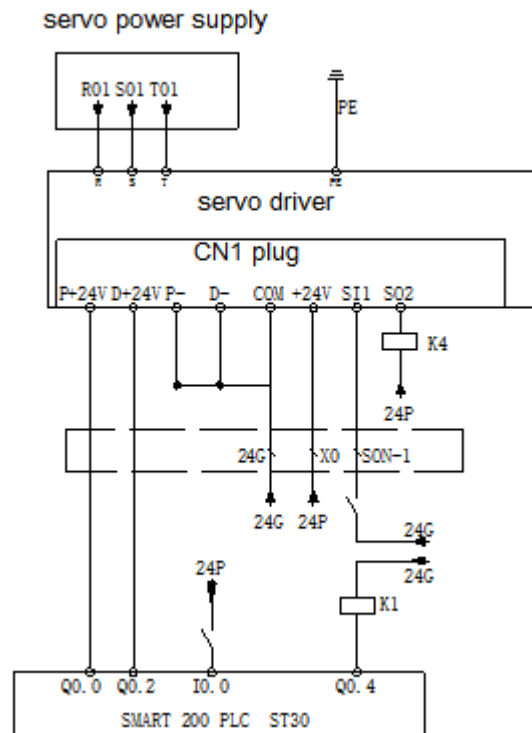 servo power supply
R01 S01 T01
PE
R S T PE
servo driver
CN1 plug
P+24V D+24V P- D- COM +24V SI1 SO2
K4
24P
24G X0 SON-1
24G 24P
24G
24P
24G
K1
Q0.0 Q0.2 I0.0 Q0.4
SMART 200 PLC ST30